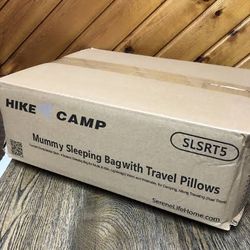 HIKE CAMP
SLSRT5
Mummy Sleeping Bag with Travel Pillows
SereneLifeHome.com